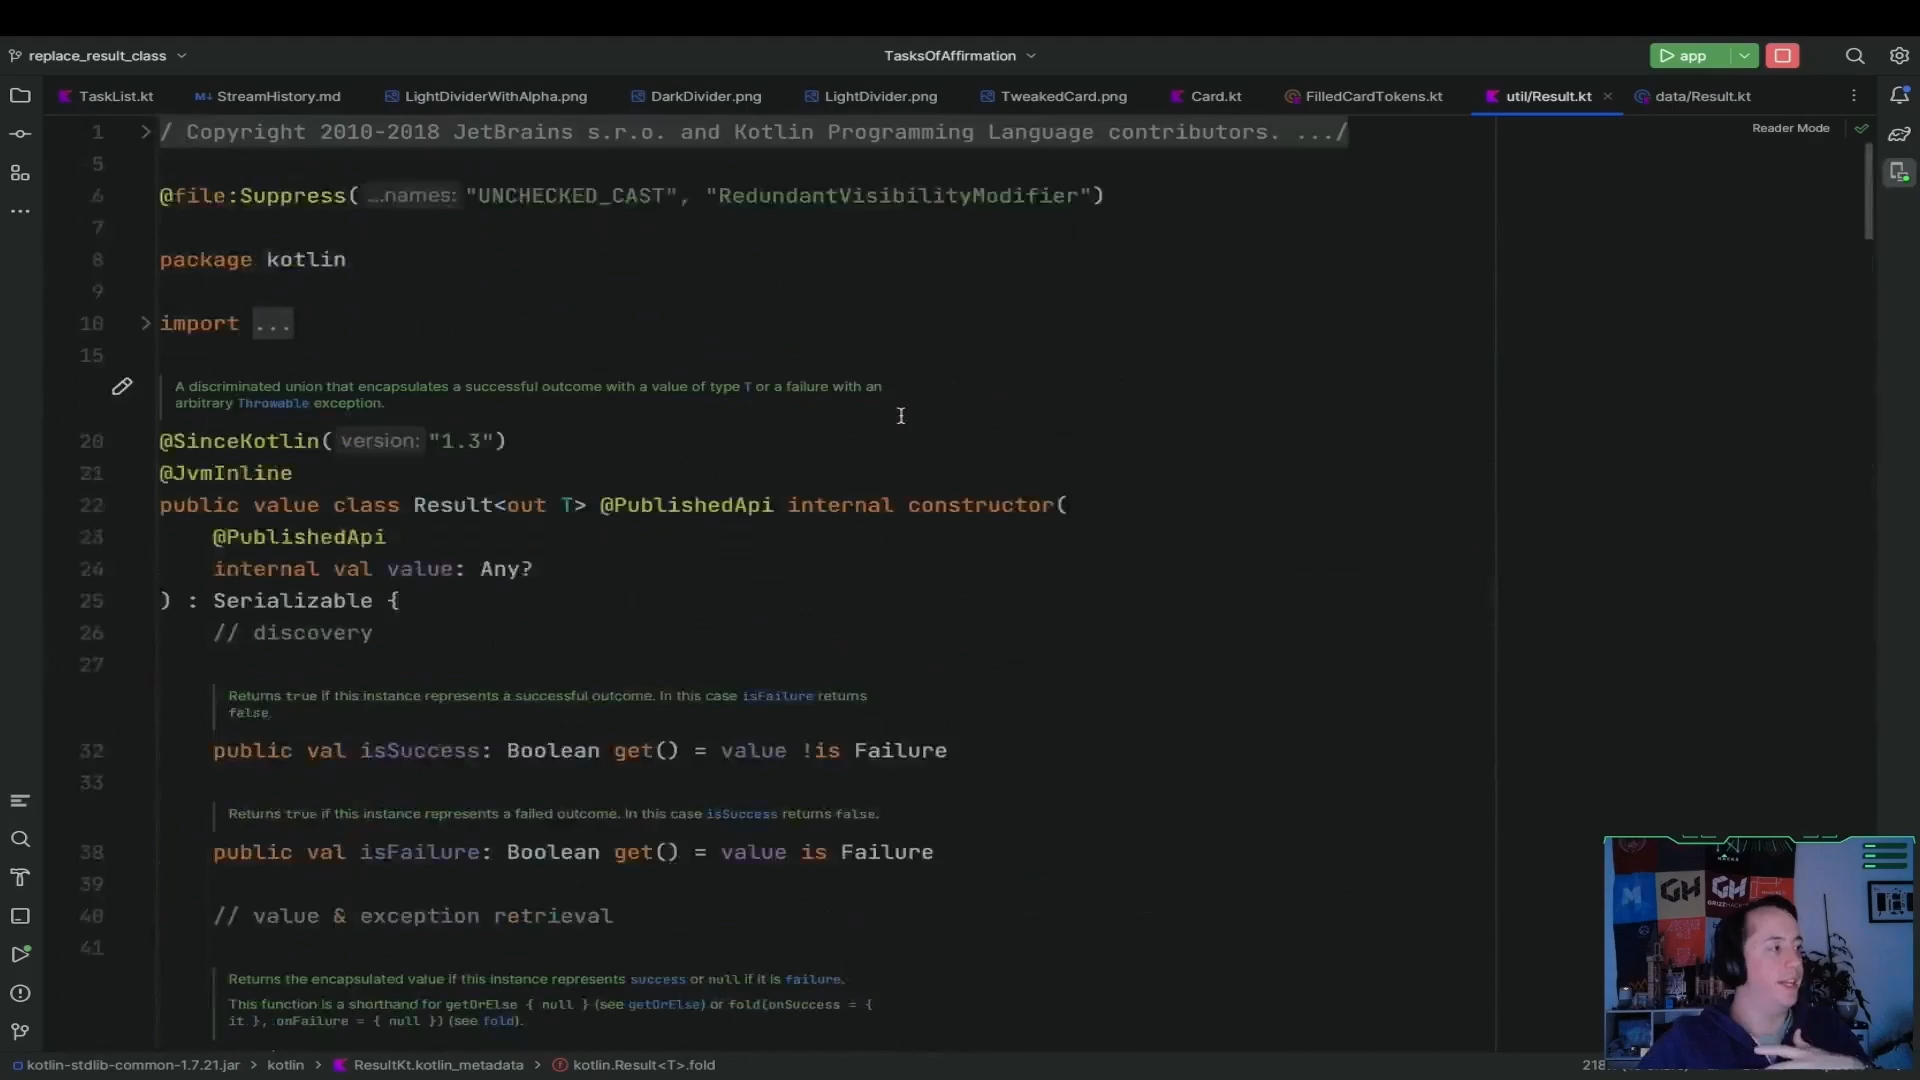 replace_result_class
TasksOfAffirmation
app
TaskList.kt
StreamHistory.md
LightDividerWithAlpha.png
DarkDivider.png
LightDivider.png
TweakedCard.png
Card.kt
FilledCardTokens.kt
util/Result.kt
data/Result.kt
Reader Mode
1 / Copyright 2010-2018 JetBrains s.r.o. and Kotlin Programming Language contributors. .../
5
6 @file:Suppress( ...names: "UNCHECKED_CAST", "RedundantVisibilityModifier")
7
8 package kotlin
9
10 import ...
15
A discriminated union that encapsulates a successful outcome with a value of type T or a failure with an
arbitrary Throwable exception.
20 @SinceKotlin( version: "1.3")
21 @JvmInline
22 public value class Result<out T> @PublishedApi internal constructor(
23 @PublishedApi
24 internal val value: Any?
25 ) : Serializable {
26 // discovery
27
Returns true if this instance represents a successful outcome. In this case isFailure returns
false.
32 public val isSuccess: Boolean get() = value !is Failure
33
Returns true if this instance represents a failed outcome. In this case isSuccess returns false.
38 public val isFailure: Boolean get() = value is Failure
39
40 // value & exception retrieval
41
Returns the encapsulated value if this instance represents success or null if it is failure.
This function is a shorthand for getOrElse { null } (see getOrElse) or fold(onSuccess = {
it }, onFailure = { null }) (see fold).
kotlin-stdlib-common-1.7.21.jar
kotlin
ResultKt.kotlin_metadata
kotlin.Result<T>.fold
GH
GH